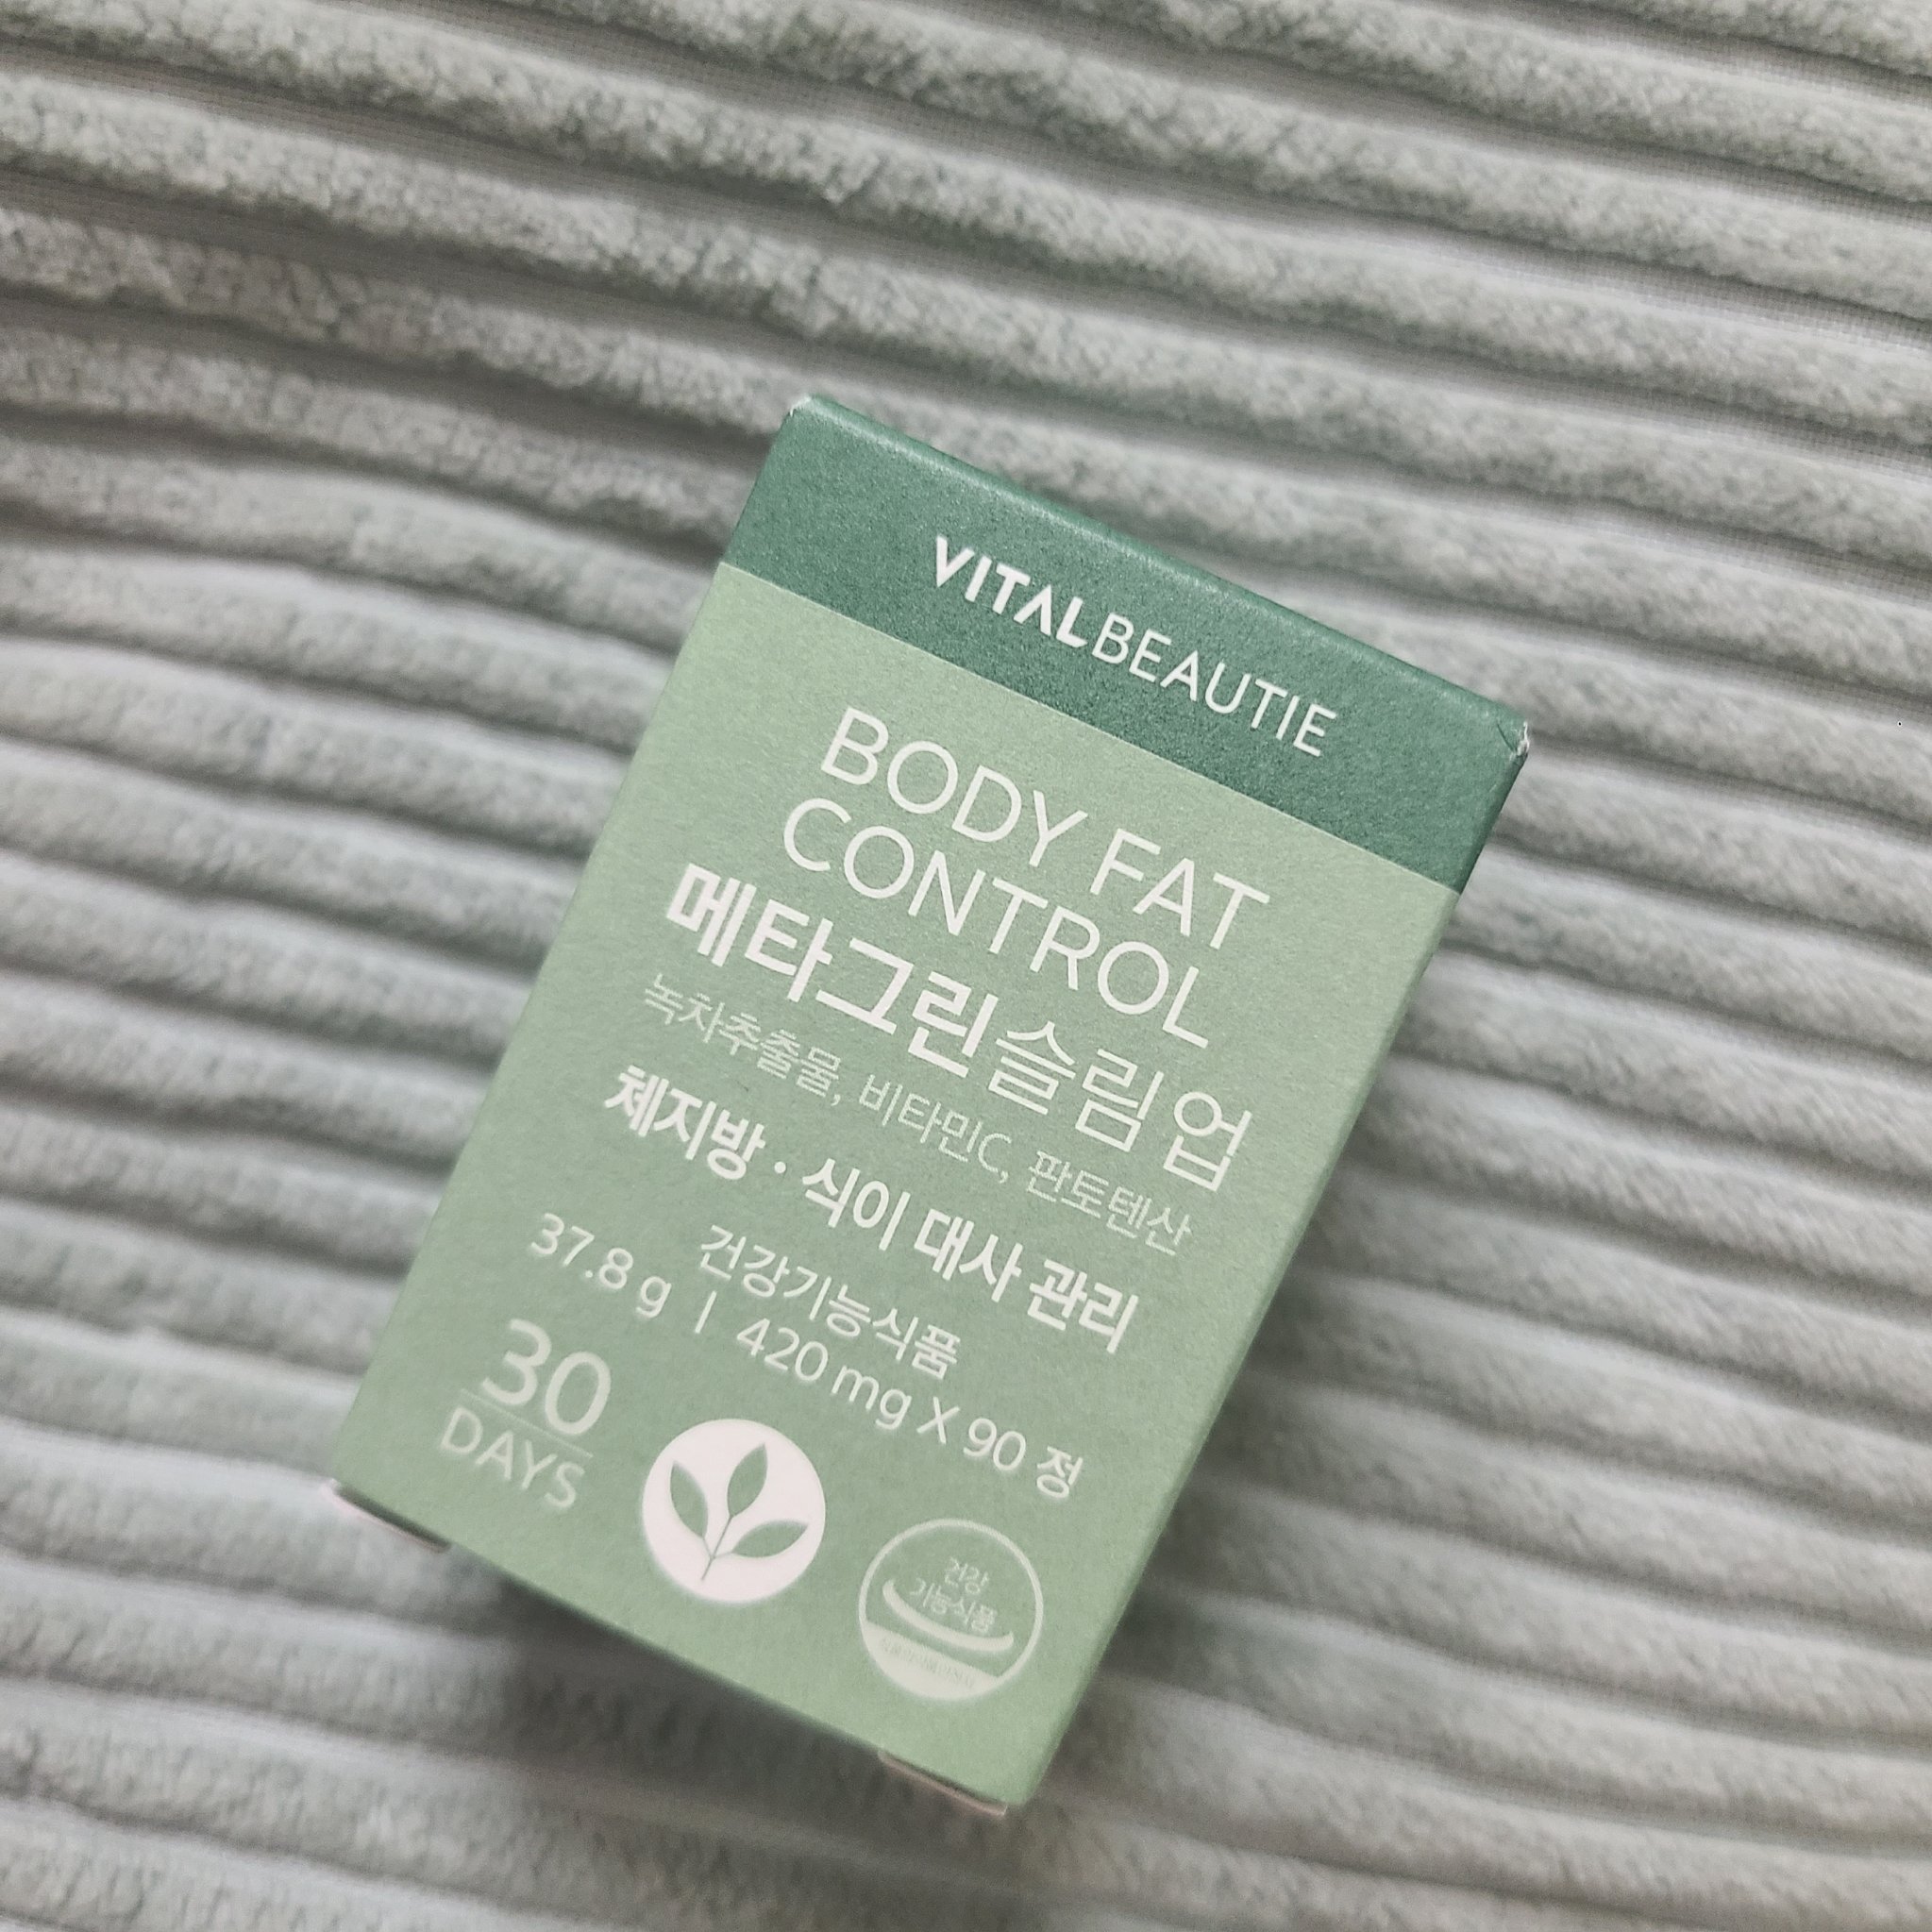 VITALBEAUTIE
BODY FAT
CONTROL
메타그린슬림업
녹차추출물, 비타민C, 판토텐산
체지방 · 식이 대사 관리
건강기능식품
37.8 g | 420 mg X 90 정
30
DAYS
건강
기능식품